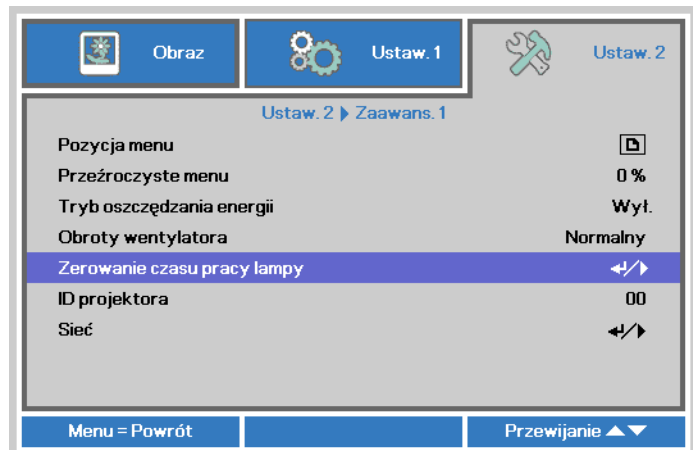 Obraz
Ustaw. 1
Ustaw. 2
Ustaw. 2 ▶ Zaawans. 1
Pozycja menu
Przeźroczyste menu 0 %
Tryb oszczędzania energii Wył.
Obroty wentylatora Normalny
Zerowanie czasu pracy lampy ↵/▶
ID projektora 00
Sieć ↵/▶
Menu = Powrót
Przewijanie ▲▼